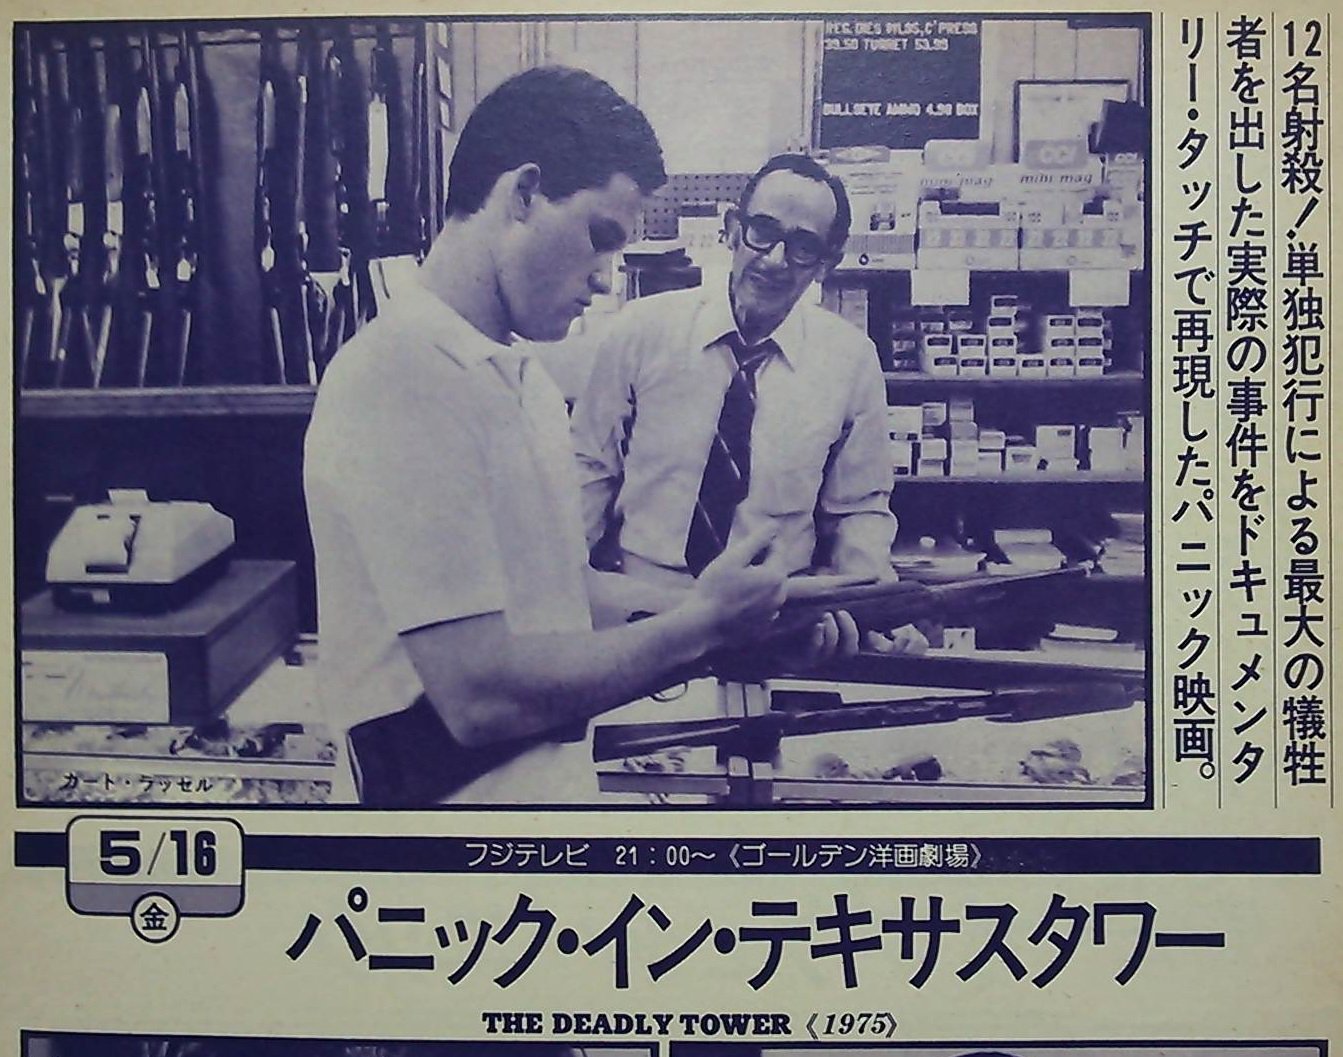 12名射殺！単独犯行による最大の犠牲
者を出した実際の事件をドキュメンタ
リー・タッチで再現したパニック映画。
REG. DIES 
39.50 TURRET 53.99
BULLSEYE AMMO 4.90 BOX
CCI
CCI
mini mag
mini mag
カート・ラッセル
5/16
金
フジテレビ 21：00〜《ゴールデン洋画劇場》
パニック・イン・テキサスタワー
THE DEADLY TOWER《1975》